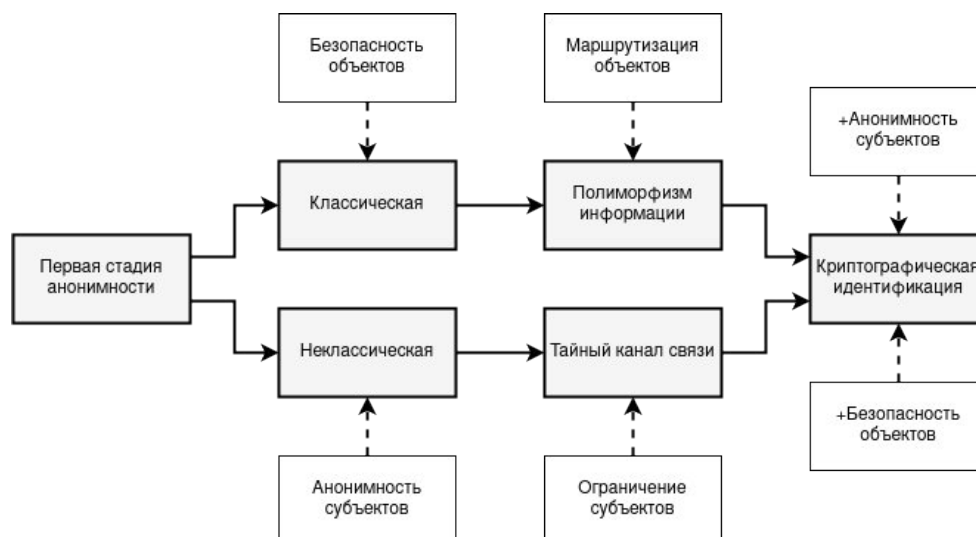 Безопасность
объектов
Маршрутизация
объектов
+Анонимность
субъектов
Классическая
Полиморфизм
информации
Первая стадия
анонимности
Криптографическая
идентификация
Неклассическая
Тайный канал связи
+Безопасность
объектов
Анонимность
субъектов
Ограничение
субъектов